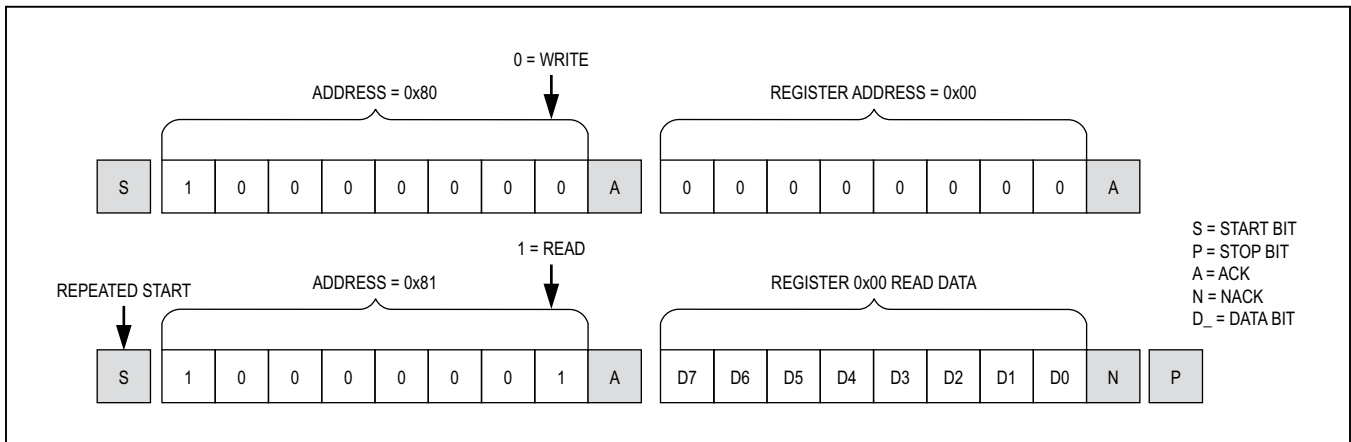 0 = WRITE
ADDRESS = 0x80 REGISTER ADDRESS = 0x00
S 1 0 0 0 0 0 0 0 A 0 0 0 0 0 0 0 0 A
1 = READ
REPEATED START ADDRESS = 0x81 REGISTER 0x00 READ DATA
S 1 0 0 0 0 0 0 1 A D7 D6 D5 D4 D3 D2 D1 D0 N P
S = START BIT
P = STOP BIT
A = ACK
N = NACK
D_ = DATA BIT